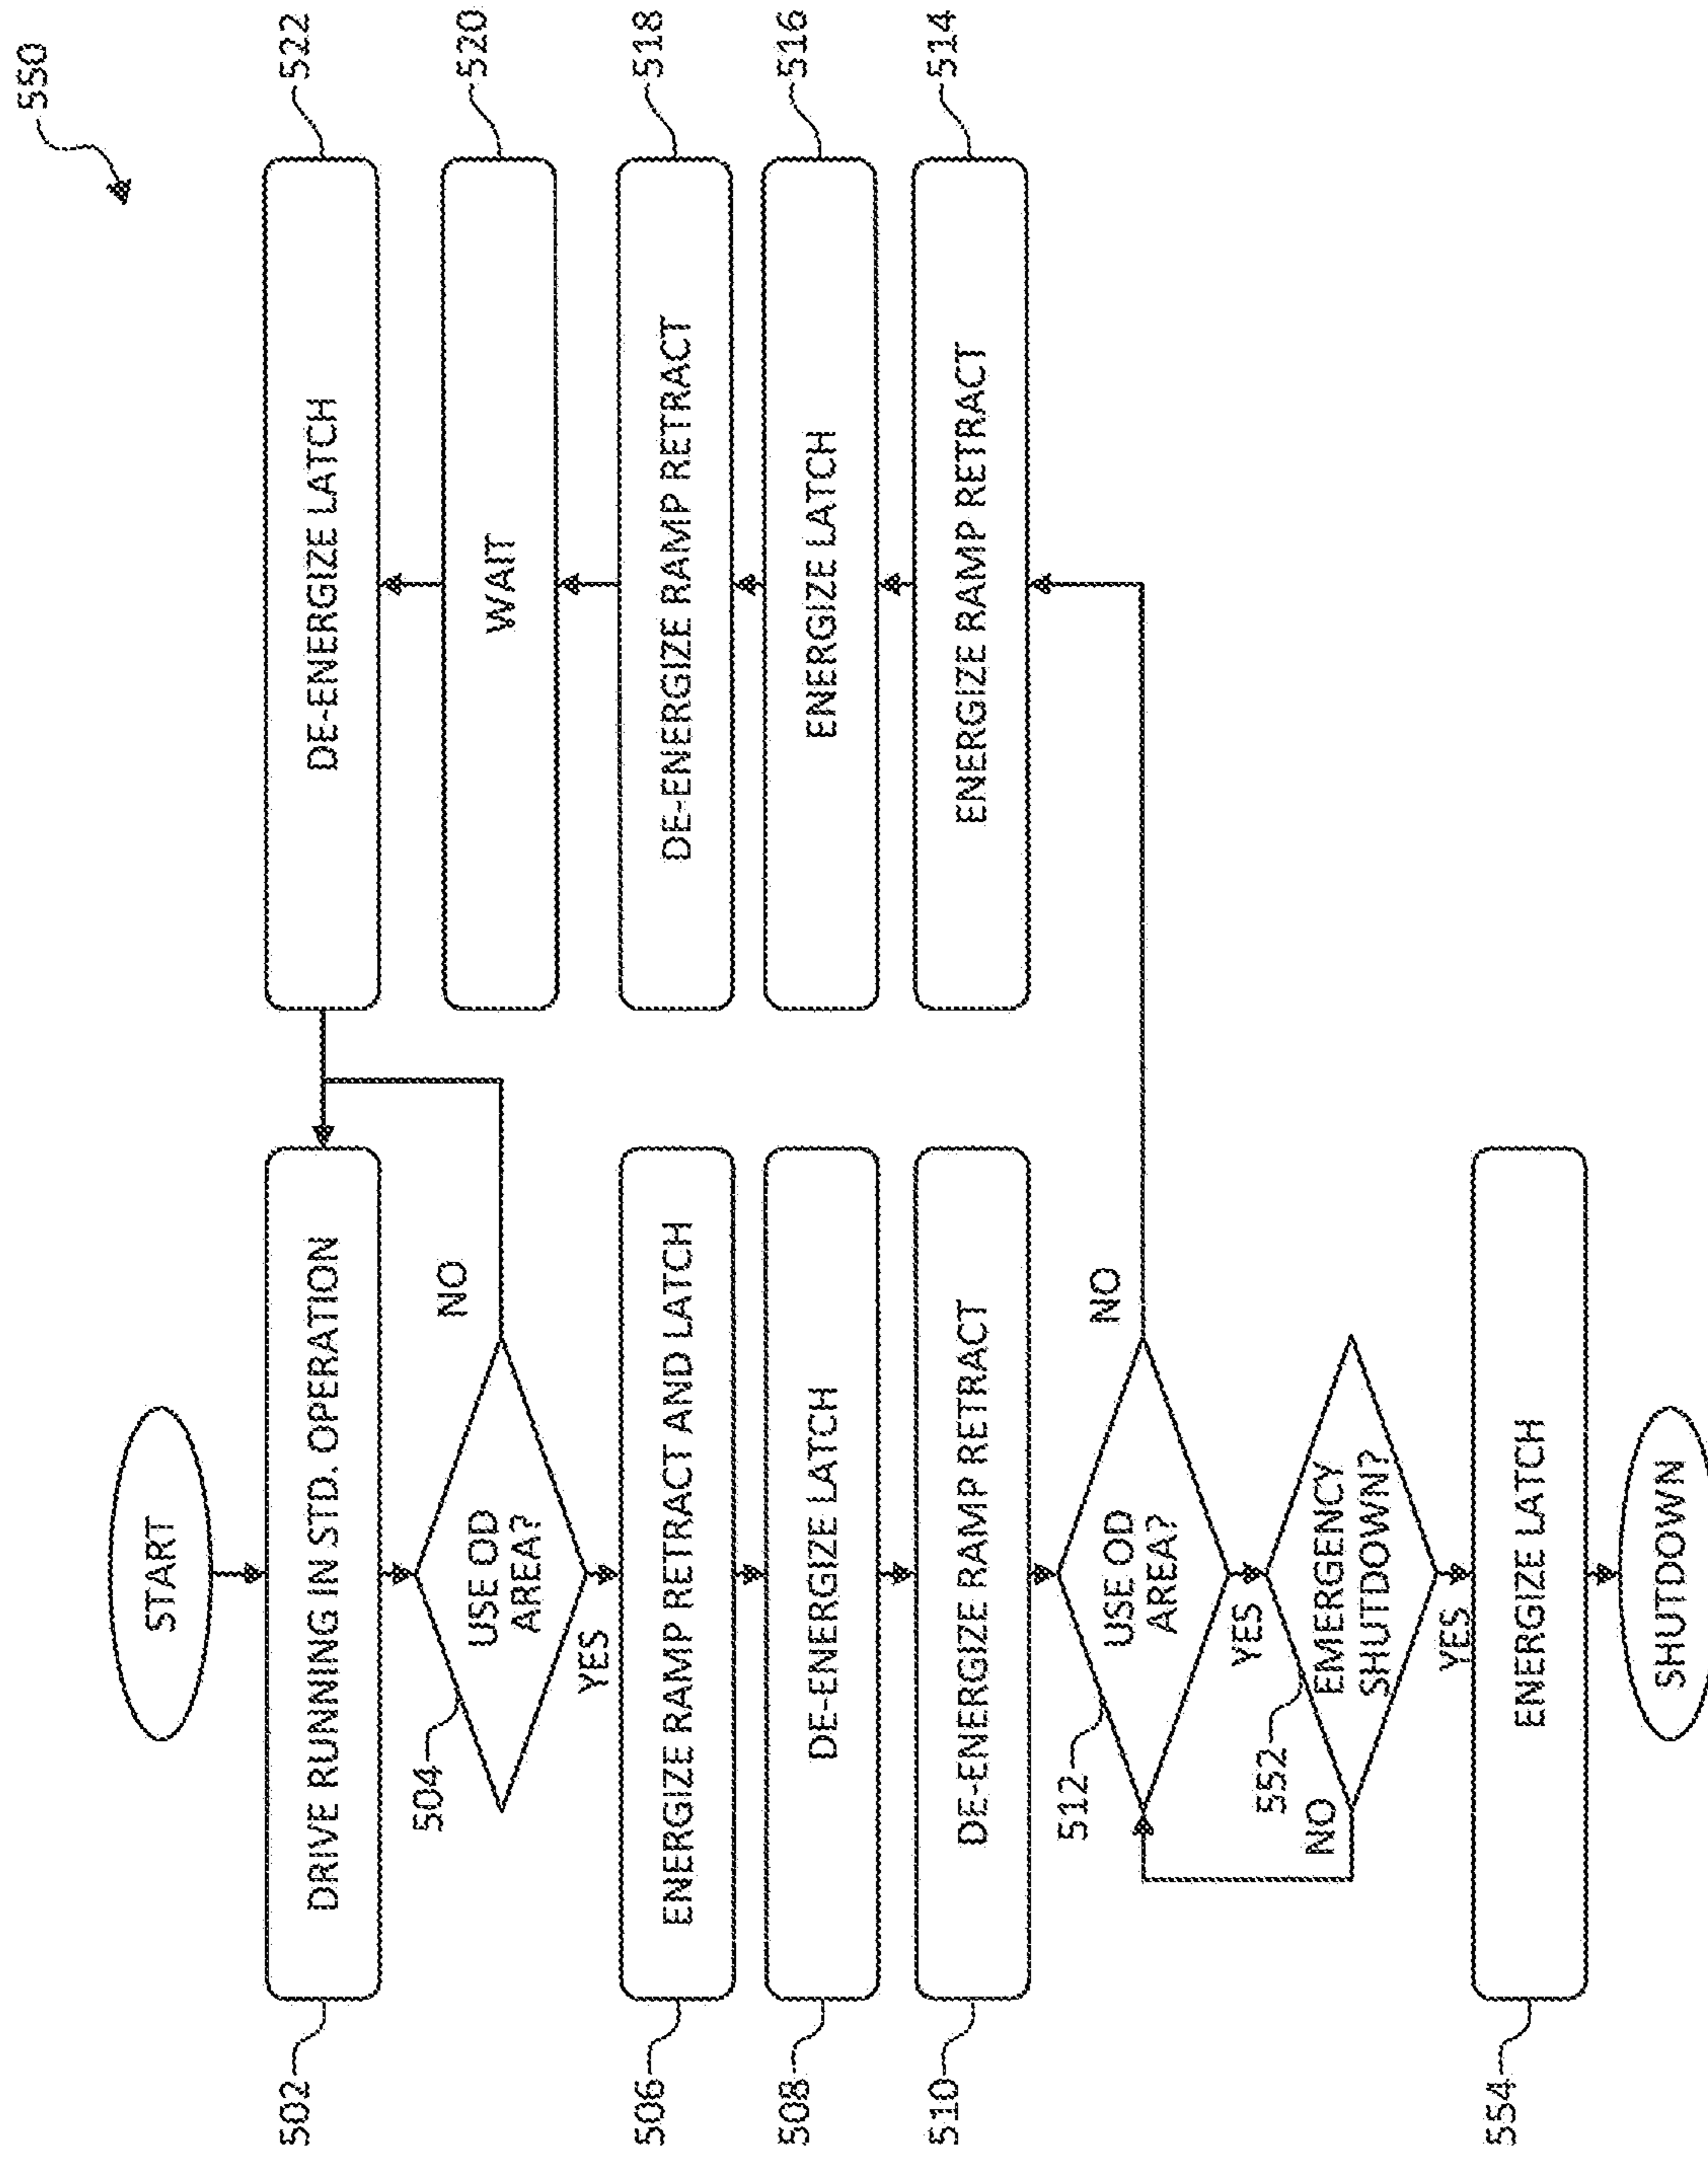 550
START
502
DRIVE RUNNING IN STD. OPERATION
504
USE OD
AREA?
NO
YES
506
ENERGIZE RAMP RETRACT AND LATCH
508
DE-ENERGIZE LATCH
510
DE-ENERGIZE RAMP RETRACT
512
USE OD
AREA?
NO
YES
552
EMERGENCY
SHUTDOWN?
NO
YES
554
ENERGIZE LATCH
SHUTDOWN
DE-ENERGIZE LATCH
522
WAIT
520
DE-ENERGIZE RAMP RETRACT
518
ENERGIZE LATCH
516
ENERGIZE RAMP RETRACT
514